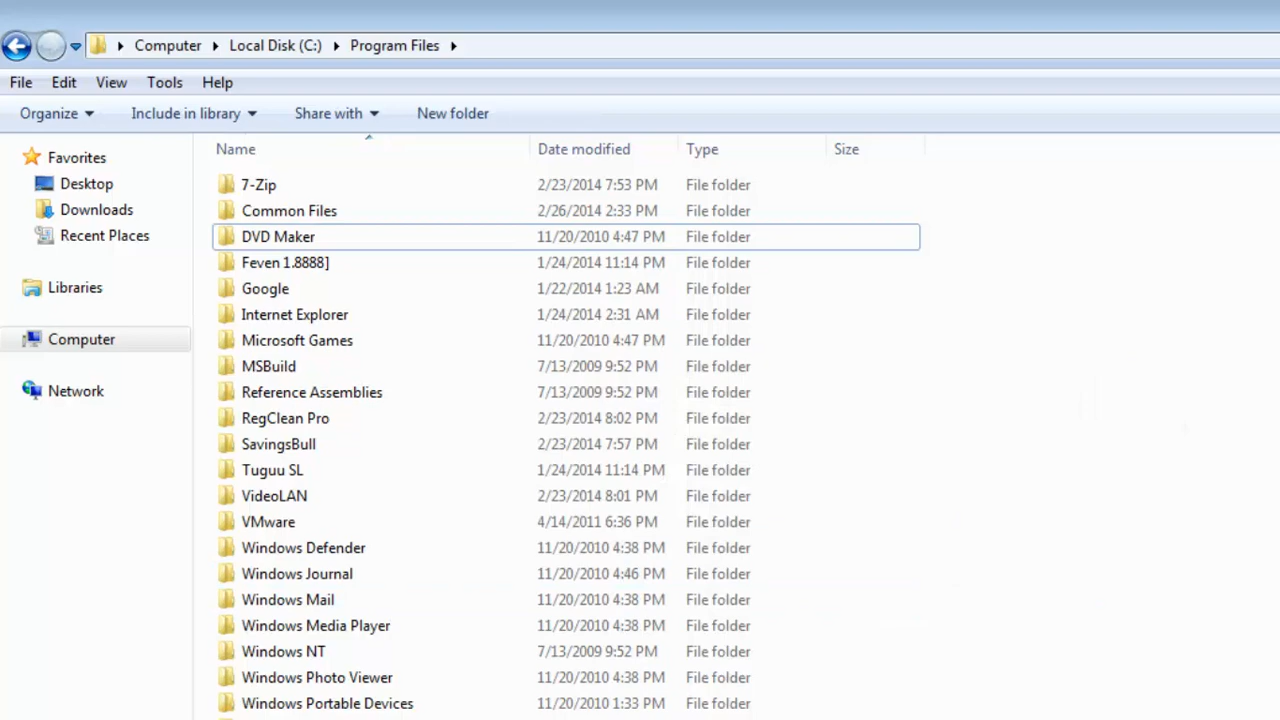 Computer Local Disk (C:) Program Files
File Edit View Tools Help
Organize Include in library Share with New folder
Name Date modified Type Size
Favorites
Desktop
Downloads
Recent Places
Libraries
Computer
Network
7-Zip 2/23/2014 7:53 PM File folder
Common Files 2/26/2014 2:33 PM File folder
DVD Maker 11/20/2010 4:47 PM File folder
Feven 1.8888] 1/24/2014 11:14 PM File folder
Google 1/22/2014 1:23 AM File folder
Internet Explorer 1/24/2014 2:31 AM File folder
Microsoft Games 11/20/2010 4:47 PM File folder
MSBuild 7/13/2009 9:52 PM File folder
Reference Assemblies 7/13/2009 9:52 PM File folder
RegClean Pro 2/23/2014 8:02 PM File folder
SavingsBull 2/23/2014 7:57 PM File folder
Tuguu SL 1/24/2014 11:14 PM File folder
VideoLAN 2/23/2014 8:01 PM File folder
VMware 4/14/2011 6:36 PM File folder
Windows Defender 11/20/2010 4:38 PM File folder
Windows Journal 11/20/2010 4:46 PM File folder
Windows Mail 11/20/2010 4:38 PM File folder
Windows Media Player 11/20/2010 4:38 PM File folder
Windows NT 7/13/2009 9:52 PM File folder
Windows Photo Viewer 11/20/2010 4:38 PM File folder
Windows Portable Devices 11/20/2010 1:33 PM File folder